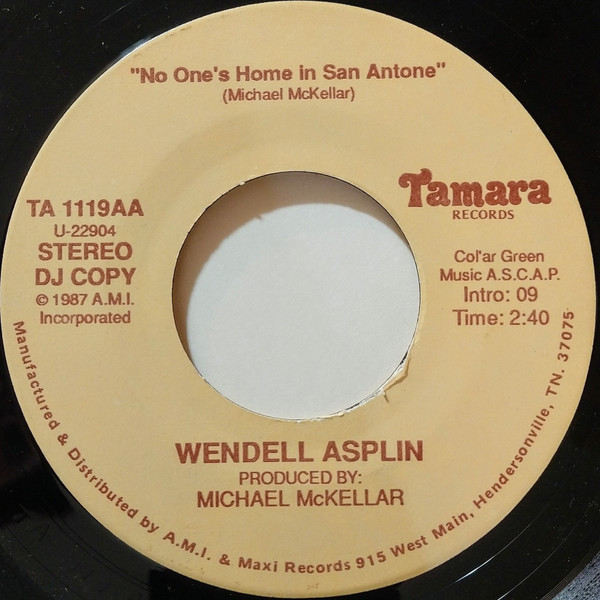 "No One's Home in San Antone"
(Michael McKellar)
TA 1119AA
U-22904
STEREO
DJ COPY
© 1987 A.M.I.
Incorporated
Tamara
RECORDS
Col'ar Green
Music A.S.C.A.P.
Intro: 09
Time: 2:40
WENDELL ASPLIN
PRODUCED BY:
MICHAEL McKELLAR
Manufactured & Distributed by A.M.I. & Maxi Records 915 West Main, Hendersonville, TN. 37075